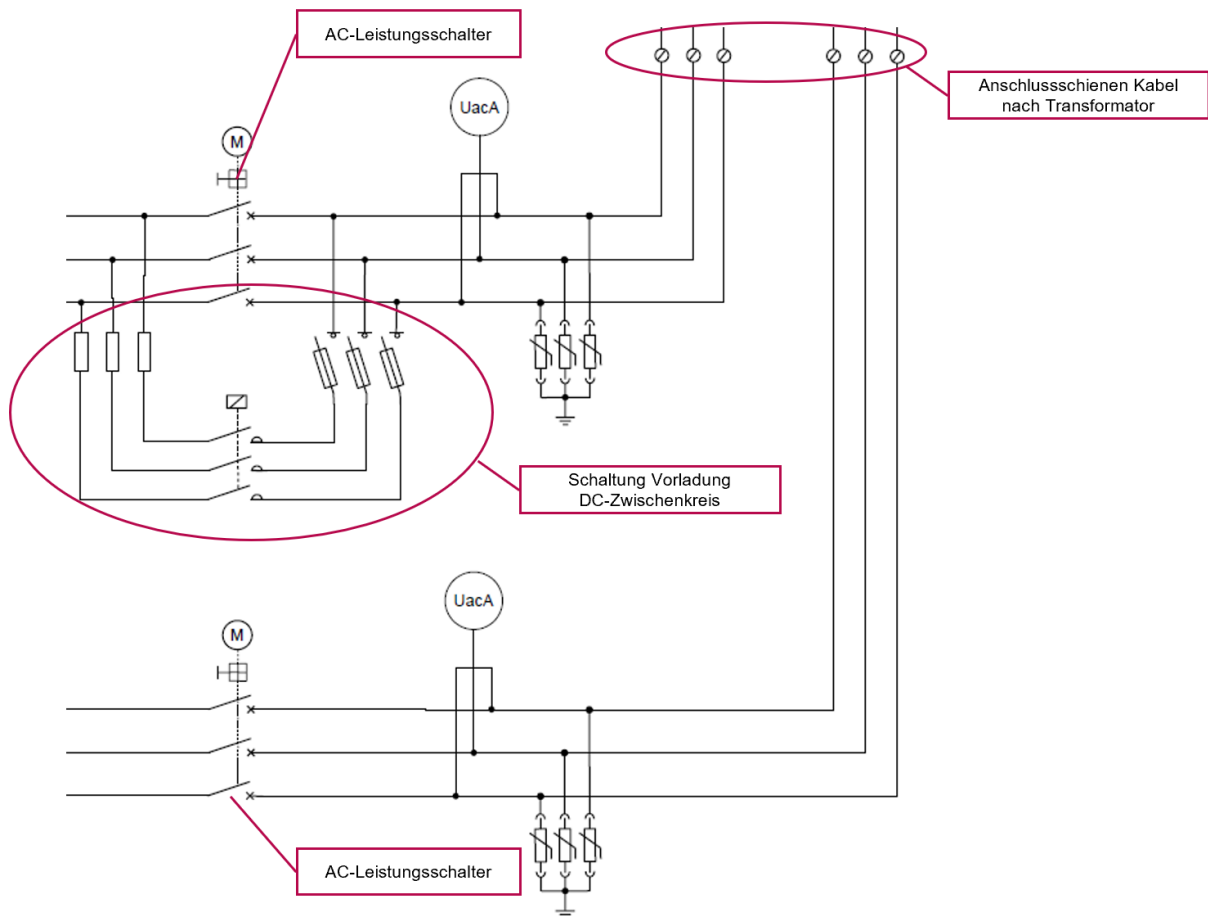 AC-Leistungsschalter
Anschlussschienen Kabel
nach Transformator
UacA
M
Schaltung Vorladung
DC-Zwischenkreis
UacA
M
AC-Leistungsschalter